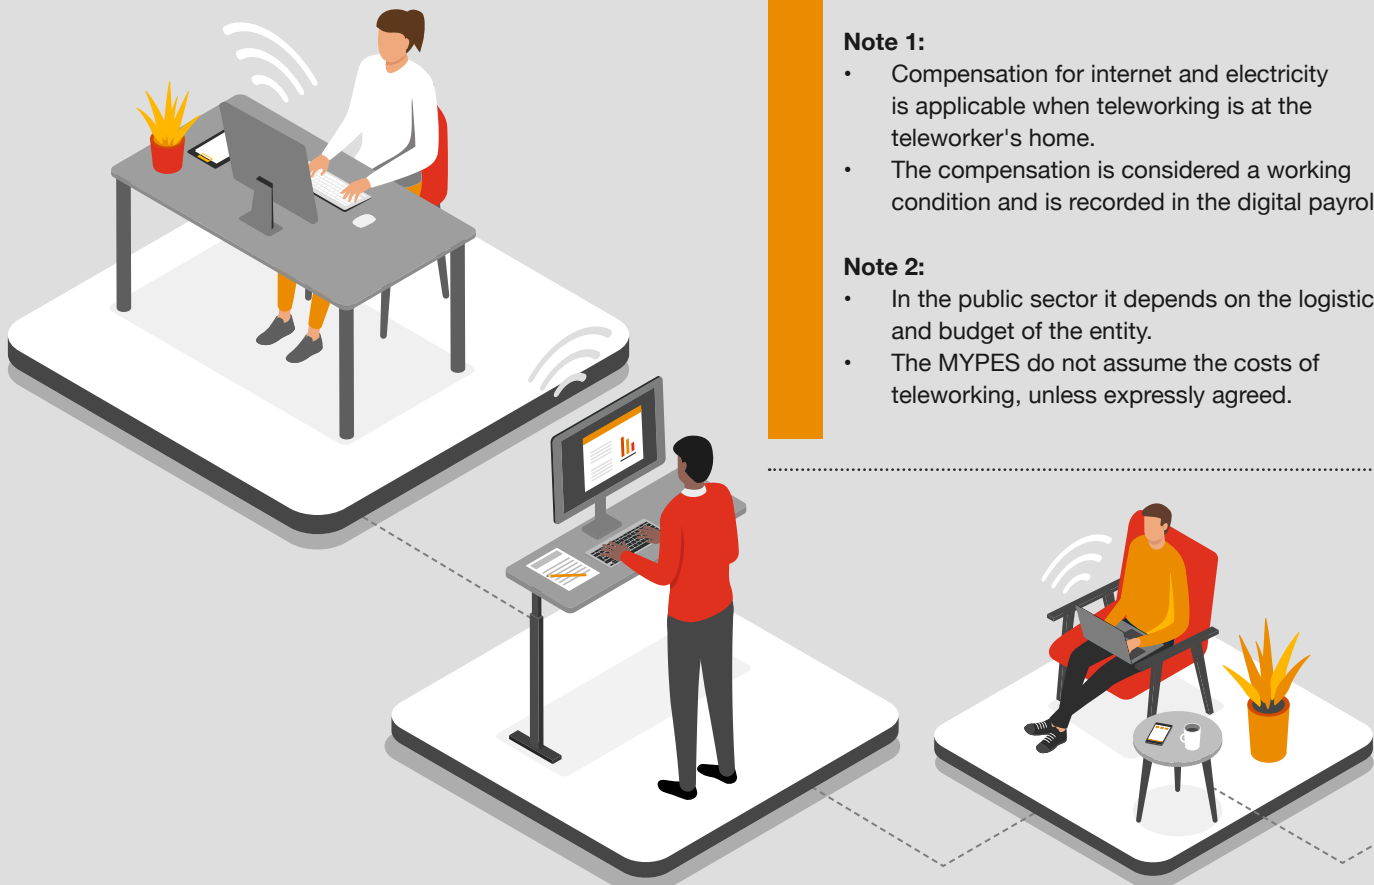 Note 1:
• Compensation for internet and electricity
is applicable when teleworking is at the
teleworker's home.
• The compensation is considered a working
condition and is recorded in the digital payrol
Note 2:
• In the public sector it depends on the logistic
and budget of the entity.
• The MYPES do not assume the costs of
teleworking, unless expressly agreed.